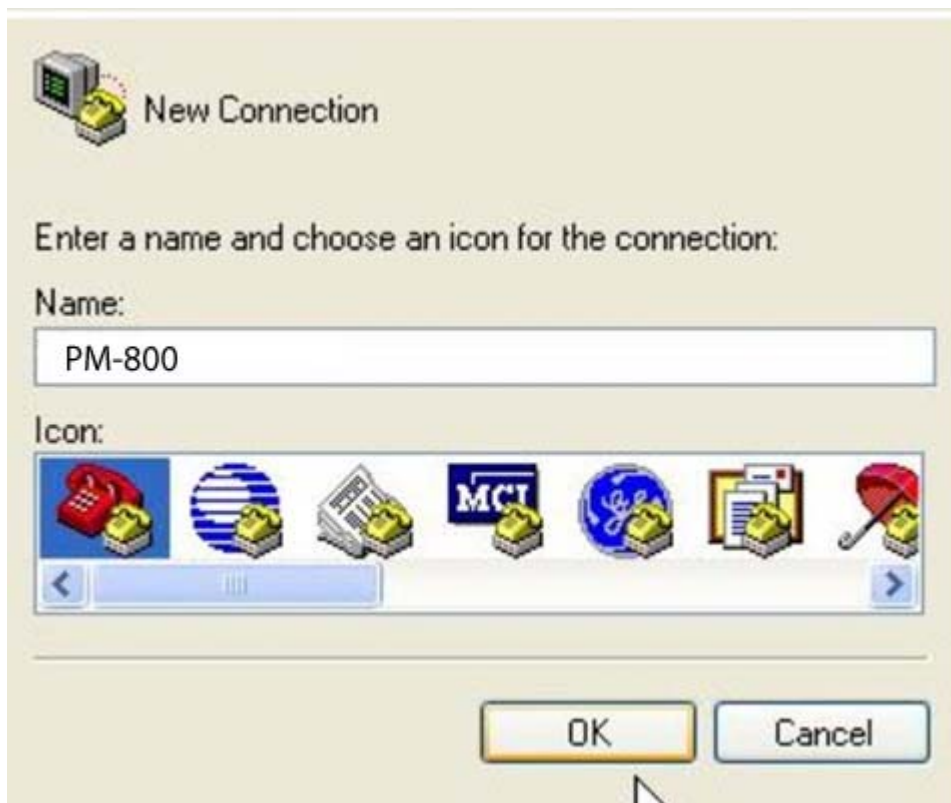 New Connection
Enter a name and choose an icon for the connection:
Name:
PM-800
Icon:
MCI
OK
Cancel